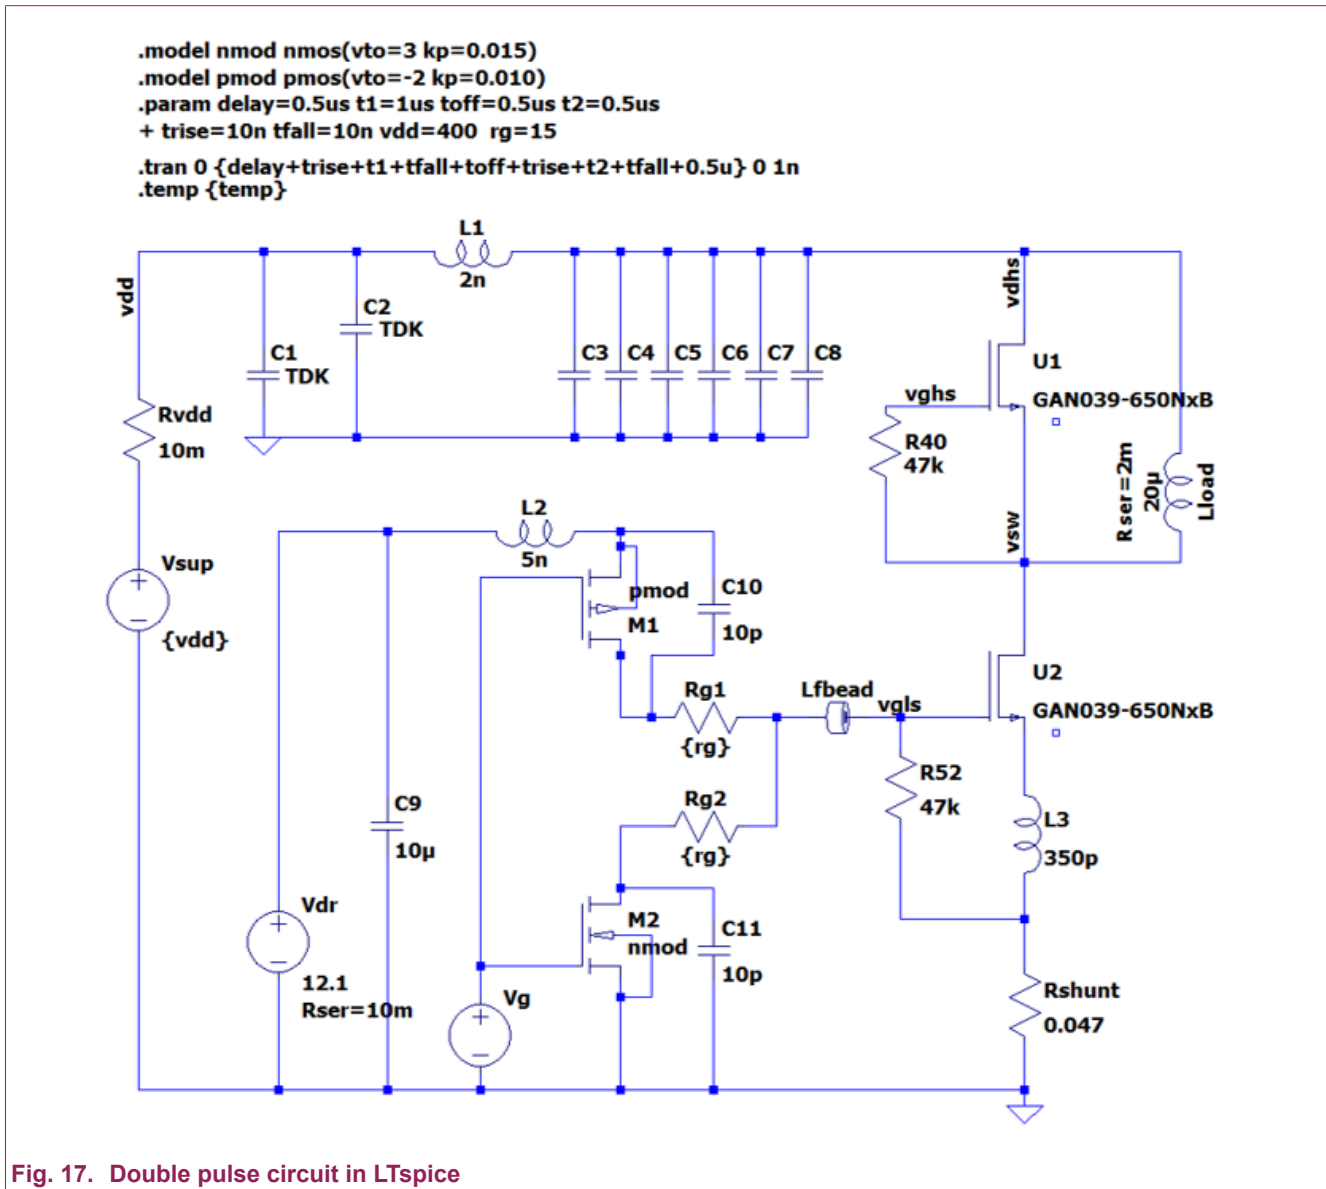 .model nmod nmos(vto=3 kp=0.015)
.model pmod pmos(vto=-2 kp=0.010)
.param delay=0.5us t1=1us toff=0.5us t2=0.5us
+ trise=10n tfall=10n vdd=400 rg=15
.tran 0 {delay+trise+t1+tfall+toff+trise+t2+tfall+0.5u} 0 1n
.temp {temp}
L1
2n
vdd
vdhs
C2
TDK
C1
TDK
C3
C4
C5
C6
C7
C8
U1
GAN039-650NxB
vghs
R40
47k
Rvdd
10m
Rser=2m
20µ
Lload
vsw
L2
5n
Vsup
{vdd}
pmod
M1
C10
10p
U2
GAN039-650NxB
Rg1
{rg}
Lfbead
vgls
R52
47k
Rg2
{rg}
L3
350p
C9
10µ
Vdr
12.1
Rser=10m
M2
nmod
C11
10p
Vg
Rshunt
0.047
Fig. 17. Double pulse circuit in LTspice